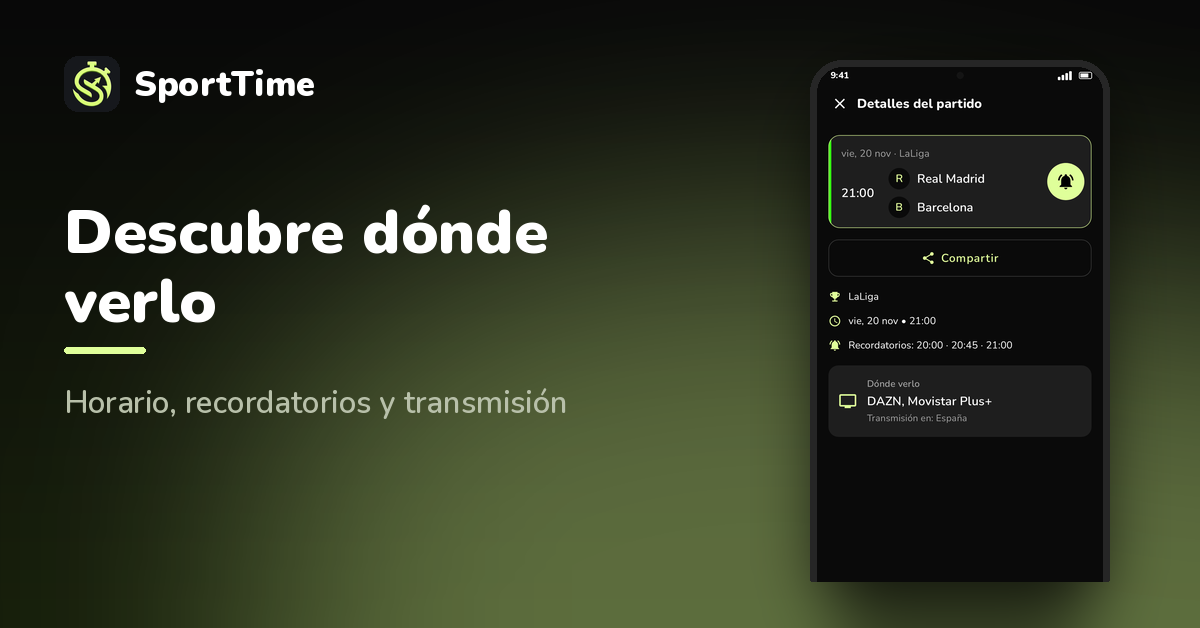 SportTime
Descubre dónde
verlo
Horario, recordatorios y transmisión
9:41
Detalles del partido
vie, 20 nov · LaLiga
21:00
R Real Madrid
B Barcelona
Compartir
LaLiga
vie, 20 nov • 21:00
Recordatorios: 20:00 · 20:45 · 21:00
Dónde verlo
DAZN, Movistar Plus+
Transmisión en: España